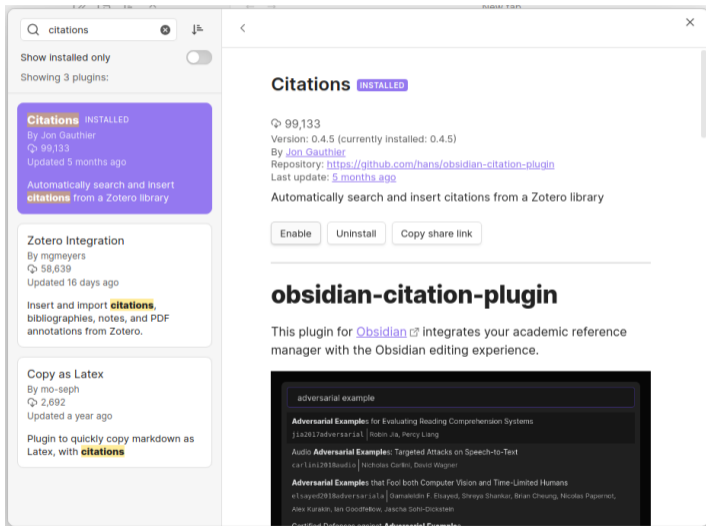 New tab
citations
Show installed only
Showing 3 plugins:
Citations INSTALLED
By Jon Gauthier
99,133
Updated 5 months ago
Automatically search and insert
citations from a Zotero library
Zotero Integration
By mgmeyers
58,639
Updated 16 days ago
Insert and import citations,
bibliographies, notes, and PDF
annotations from Zotero.
Copy as Latex
By mo-seph
2,692
Updated a year ago
Plugin to quickly copy markdown as
Latex, with citations
Citations INSTALLED
99,133
Version: 0.4.5 (currently installed: 0.4.5)
By Jon Gauthier
Repository: https://github.com/hans/obsidian-citation-plugin
Last update: 5 months ago
Automatically search and insert citations from a Zotero library
Enable Uninstall Copy share link
obsidian-citation-plugin
This plugin for Obsidian integrates your academic reference
manager with the Obsidian editing experience.
adversarial example
Adversarial Examples for Evaluating Reading Comprehension Systems
jia2017adversarial | Robin Jia, Percy Liang
Audio Adversarial Examples: Targeted Attacks on Speech-to-Text
carlini2018audio | Nicholas Carlini, David Wagner
Adversarial Examples that Fool both Computer Vision and Time-Limited Humans
elsayed2018adversariala | Gamaleldin F. Elsayed, Shreya Shankar, Brian Cheung, Nicolas Papernot,
Alex Kurakin, Ian Goodfellow, Jascha Sohl-Dickstein
Certified Defenses against Adversarial Examples